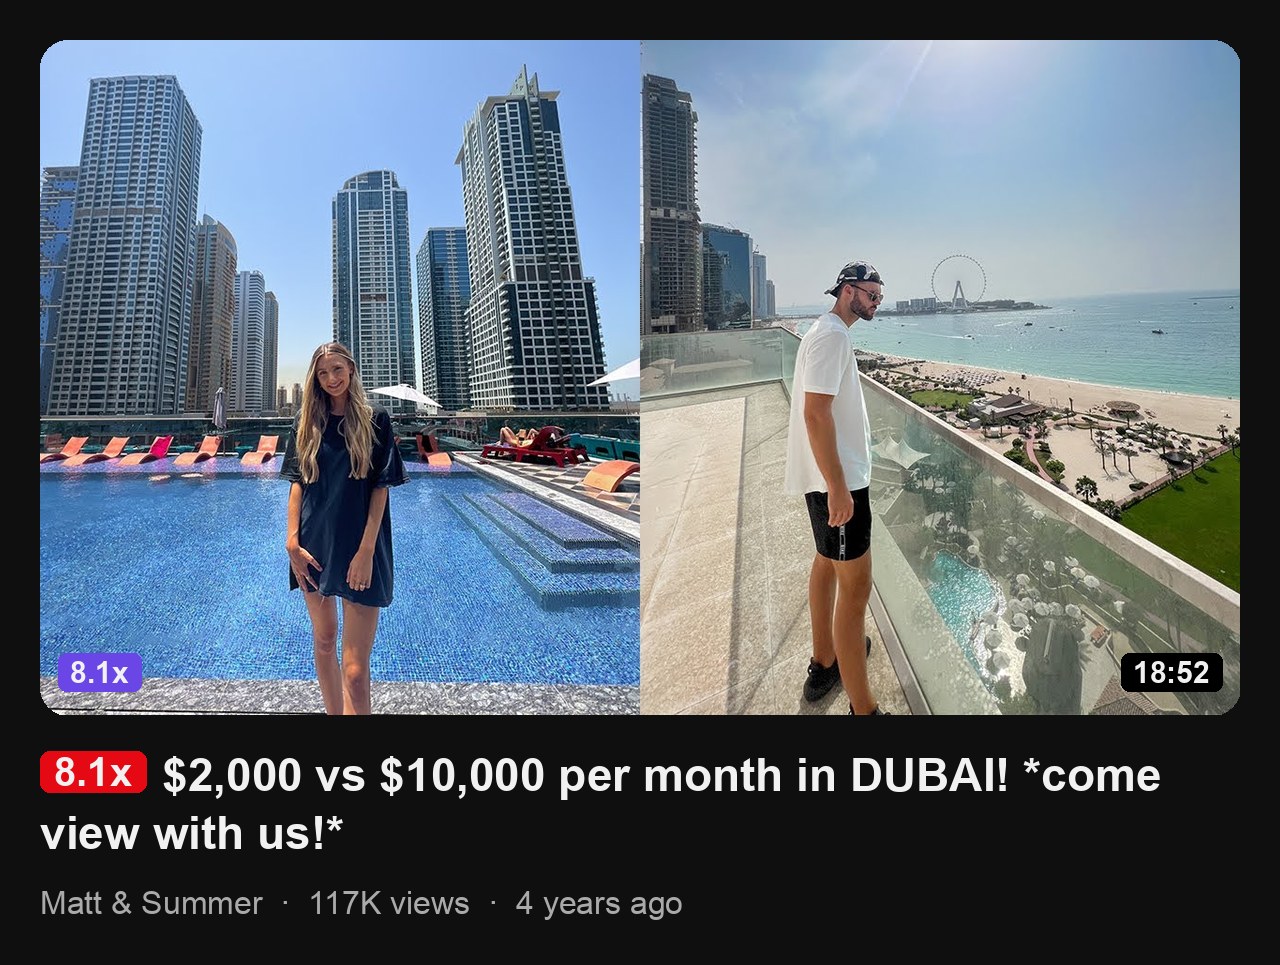 8.1x
18:52
8.1x $2,000 vs $10,000 per month in DUBAI! *come
view with us!*
Matt & Summer · 117K views · 4 years ago